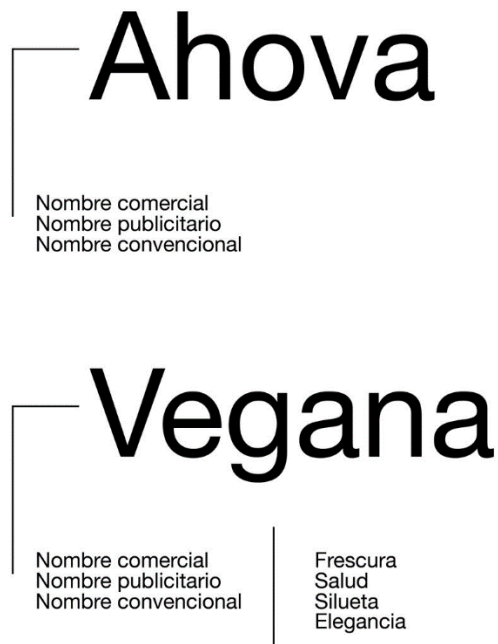 Ahova
Nombre comercial
Nombre publicitario
Nombre convencional
Vegana
Nombre comercial
Nombre publicitario
Nombre convencional
Frescura
Salud
Silueta
Elegancia